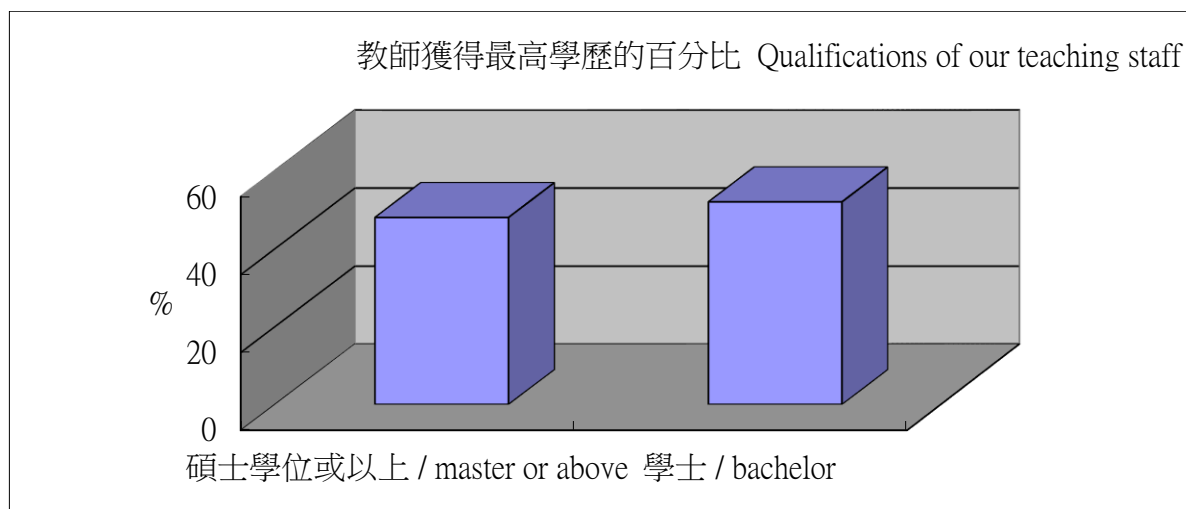 教師獲得最高學歷的百分比 Qualifications of our teaching staff
60
40
%
20
0
碩士學位或以上 / master or above 學士 / bachelor